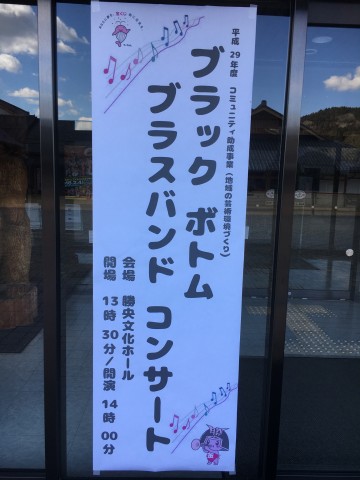 平成29年度 コミュニティ助成事業(地域の芸術環境づくり)
ブラック ボトム
ブラスバンド コンサート
会場 勝央文化ホール
開場 13時30分/開演 14時00分